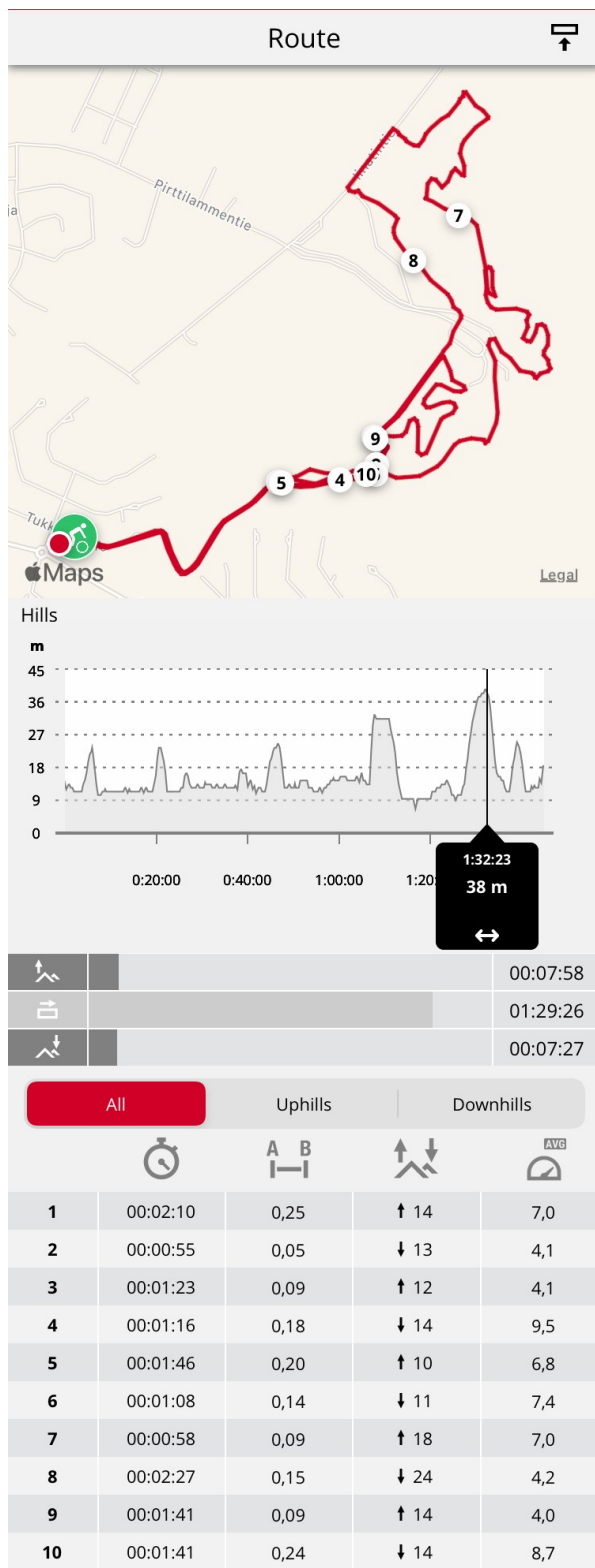 Route
Pirttilammentie
ja
7
8
9
10
4
5
Tukk
Maps
Legal
Hills
m
45
36
27
18
9
0
0:20:00 0:40:00 1:00:00 1:20:
1:32:23
38 m
00:07:58
01:29:26
00:07:27
All Uphills Downhills
A B AVG
1 00:02:10 0,25 14 7,0
2 00:00:55 0,05 13 4,1
3 00:01:23 0,09 12 4,1
4 00:01:16 0,18 14 9,5
5 00:01:46 0,20 10 6,8
6 00:01:08 0,14 11 7,4
7 00:00:58 0,09 18 7,0
8 00:02:27 0,15 24 4,2
9 00:01:41 0,09 14 4,0
10 00:01:41 0,24 14 8,7